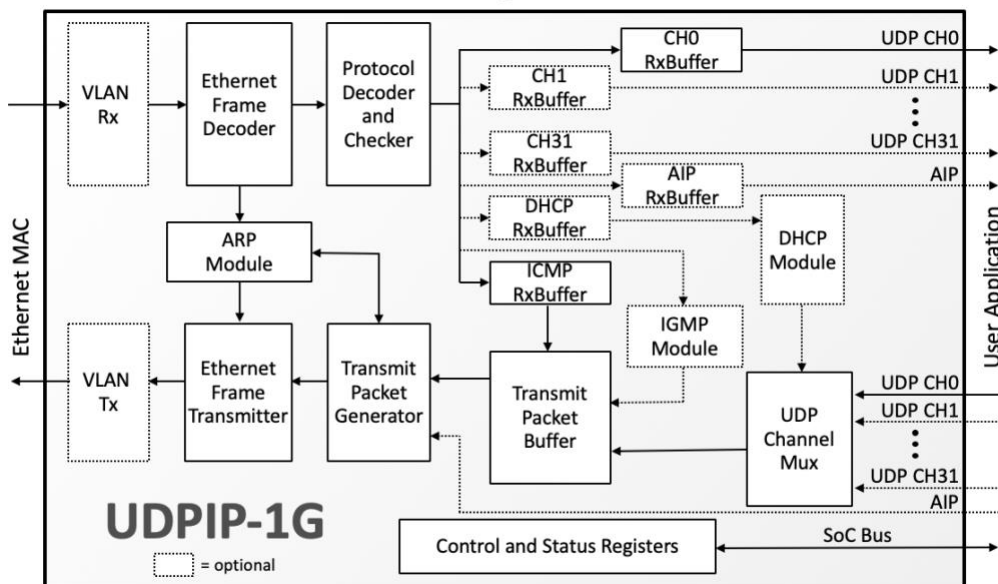 CH0
RxBuffer
UDP CH0
VLAN
Rx
Ethernet
Frame
Decoder
Protocol
Decoder
and
Checker
CH1
RxBuffer
UDP CH1
CH31
RxBuffer
UDP CH31
AIP
RxBuffer
AIP
DHCP
RxBuffer
DHCP
Module
ARP
Module
ICMP
RxBuffer
IGMP
Module
Ethernet MAC
User Application
VLAN
Tx
Ethernet
Frame
Transmitter
Transmit
Packet
Generator
Transmit
Packet
Buffer
UDP
Channel
Mux
UDP CH0
UDP CH1
UDP CH31
AIP
UDPIP-1G
= optional
Control and Status Registers
SoC Bus